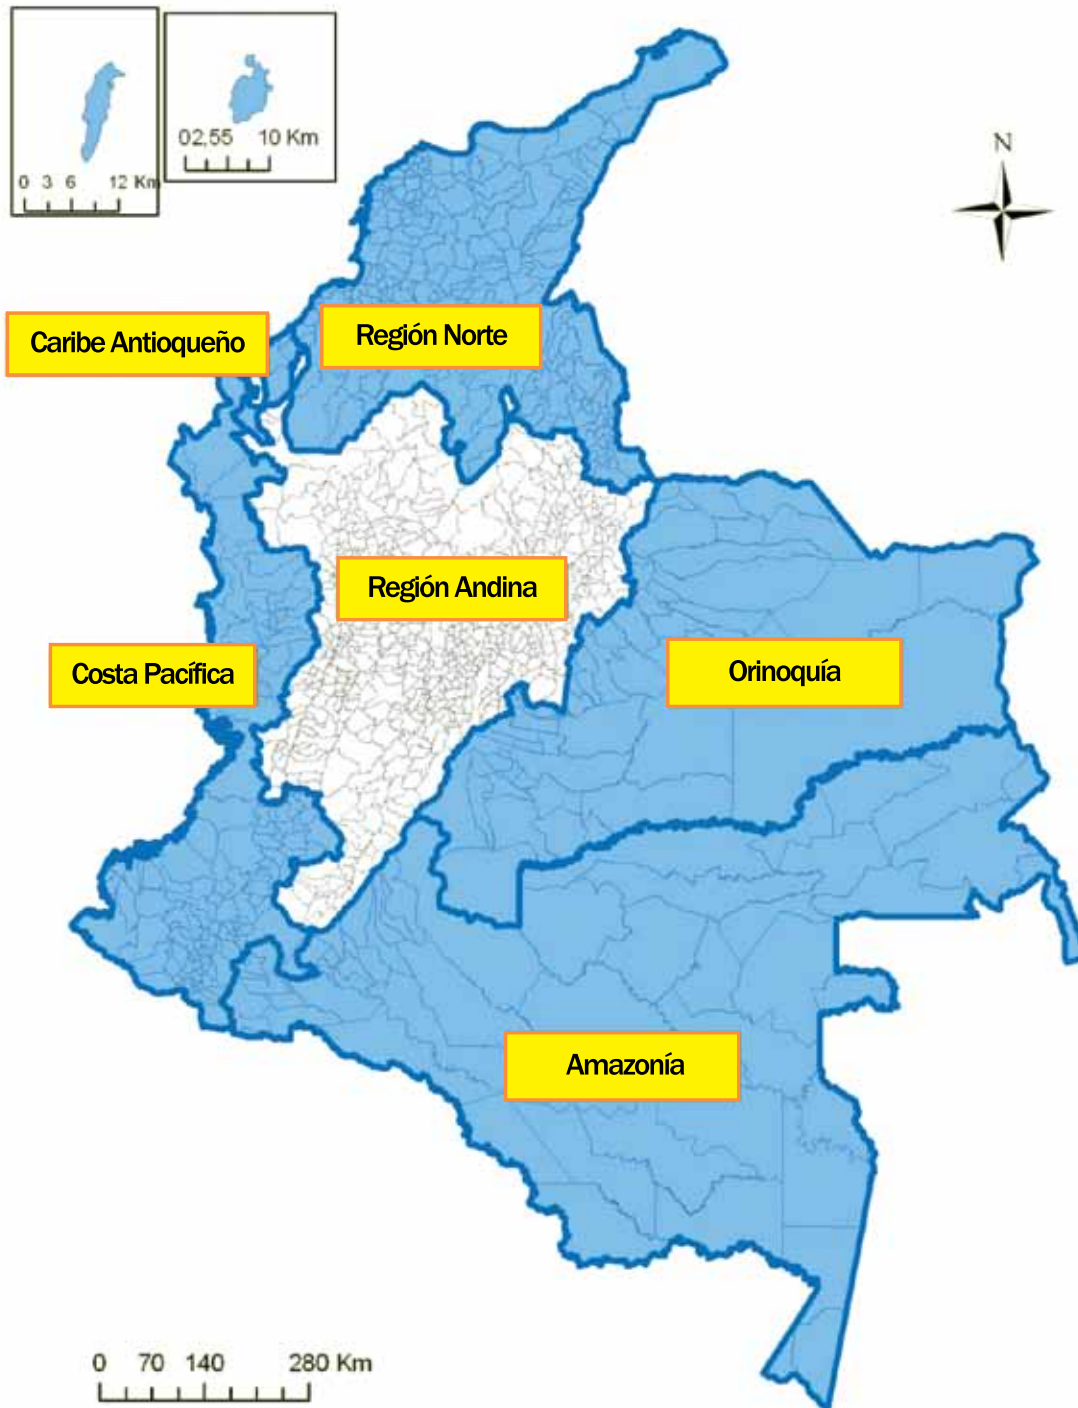 02,55 10 Km
0 3 6 12 Km
N
Caribe Antioqueño
Región Norte
Región Andina
Costa Pacífica
Orinoquía
Amazonía
0 70 140 280 Km